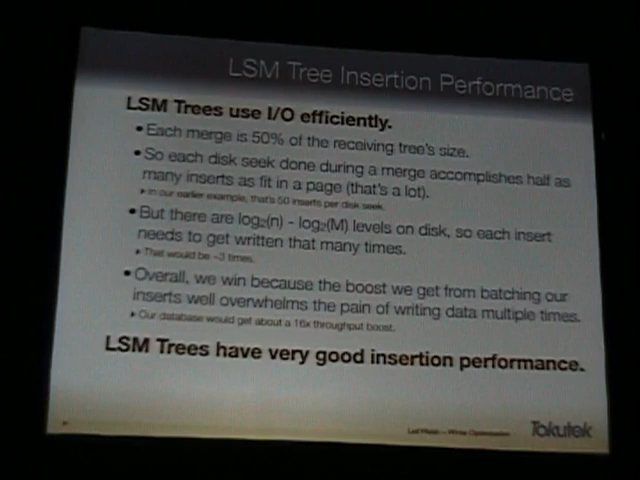 LSM Tree Insertion Performance
LSM Trees use I/O efficiently.
• Each merge is 50% of the receiving tree's size.
• So each disk seek done during a merge accomplishes half as
many inserts as fit in a page (that's a lot).
▸ In our earlier example, that's 50 inserts per disk seek.
• But there are log₂(n) - log₂(M) levels on disk, so each insert
needs to get written that many times.
▸ That would be ~3 times.
• Overall, we win because the boost we get from batching our
inserts well overwhelms the pain of writing data multiple times.
▸ Our database would get about a 16x throughput boost.
LSM Trees have very good insertion performance.
Tokutek